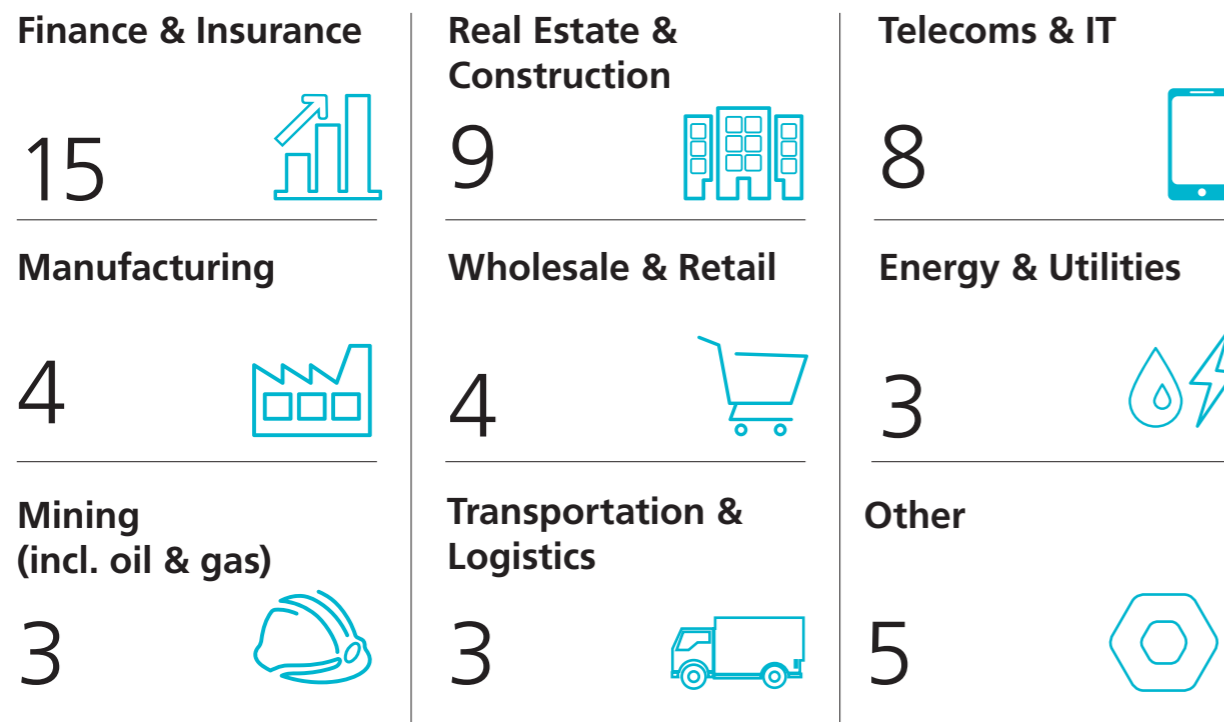 Finance & Insurance
15
Real Estate &
Construction
9
Telecoms & IT
8
Manufacturing
4
Wholesale & Retail
4
Energy & Utilities
3
Mining
(incl. oil & gas)
3
Transportation &
Logistics
3
Other
5